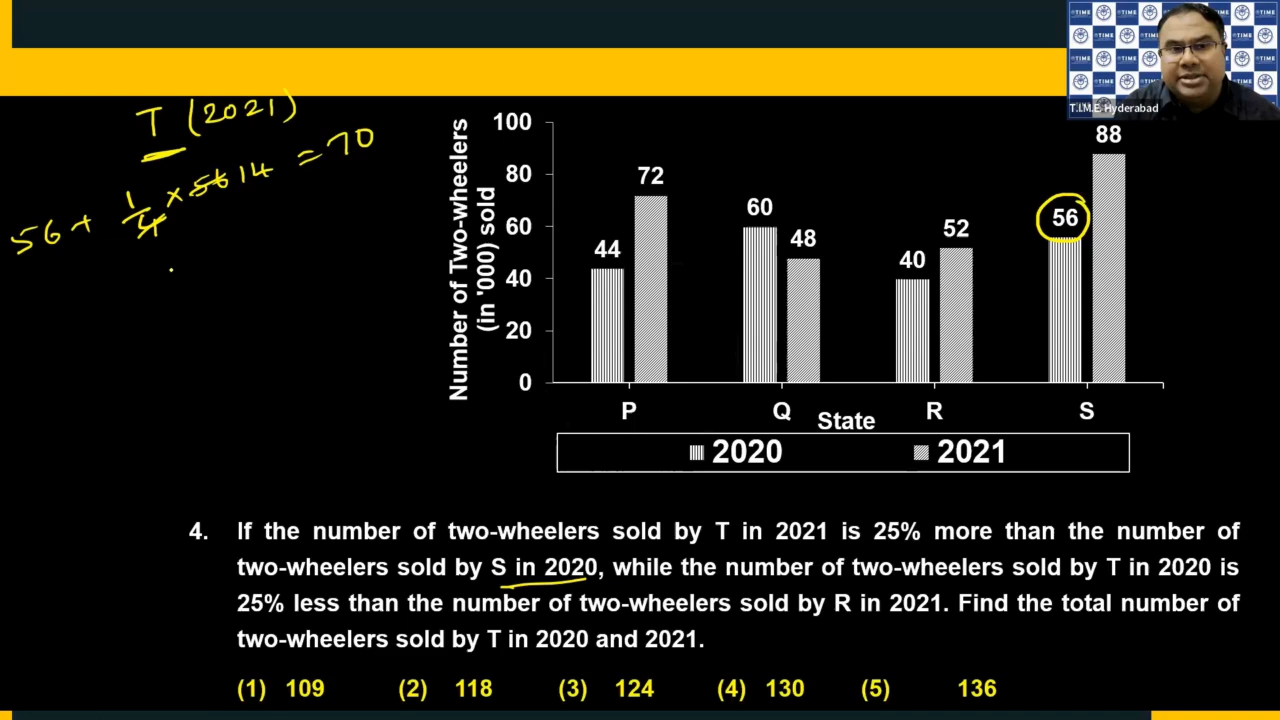 T.I.M.E. Hyderabad
T (2021)
56 + 1/4 × 56 14 = 70
Number of Two-wheelers
(in '000) sold
100
80
60
40
20
0
44
72
60
48
40
52
56
88
P
Q
R
S
State
2020
2021
4. If the number of two-wheelers sold by T in 2021 is 25% more than the number of
two-wheelers sold by S in 2020, while the number of two-wheelers sold by T in 2020 is
25% less than the number of two-wheelers sold by R in 2021. Find the total number of
two-wheelers sold by T in 2020 and 2021.
(1) 109 (2) 118 (3) 124 (4) 130 (5) 136